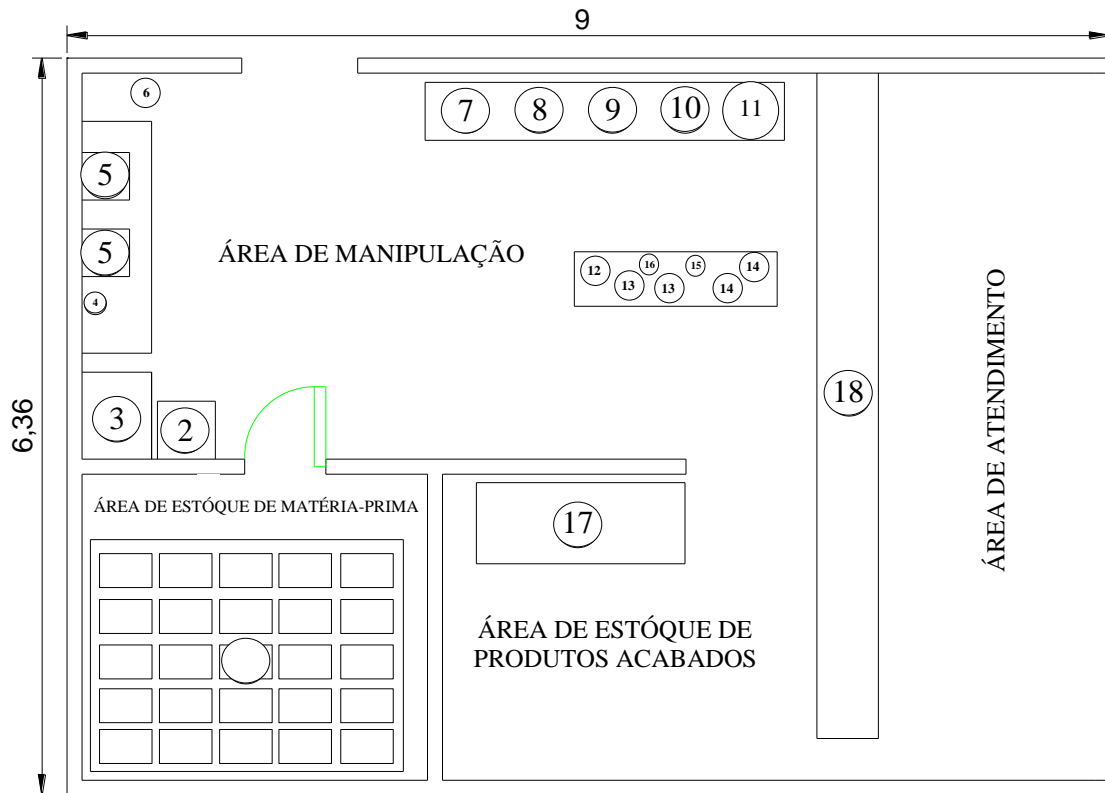 9
6
7 8 9 10 11
5
5
ÁREA DE MANIPULAÇÃO
12 16 15 14
13 13 14
4
ÁREA DE ATENDIMENTO
18
6,36
3
2
ÁREA DE ESTÓQUE DE MATÉRIA-PRIMA
17
ÁREA DE ESTÓQUE DE
PRODUTOS ACABADOS